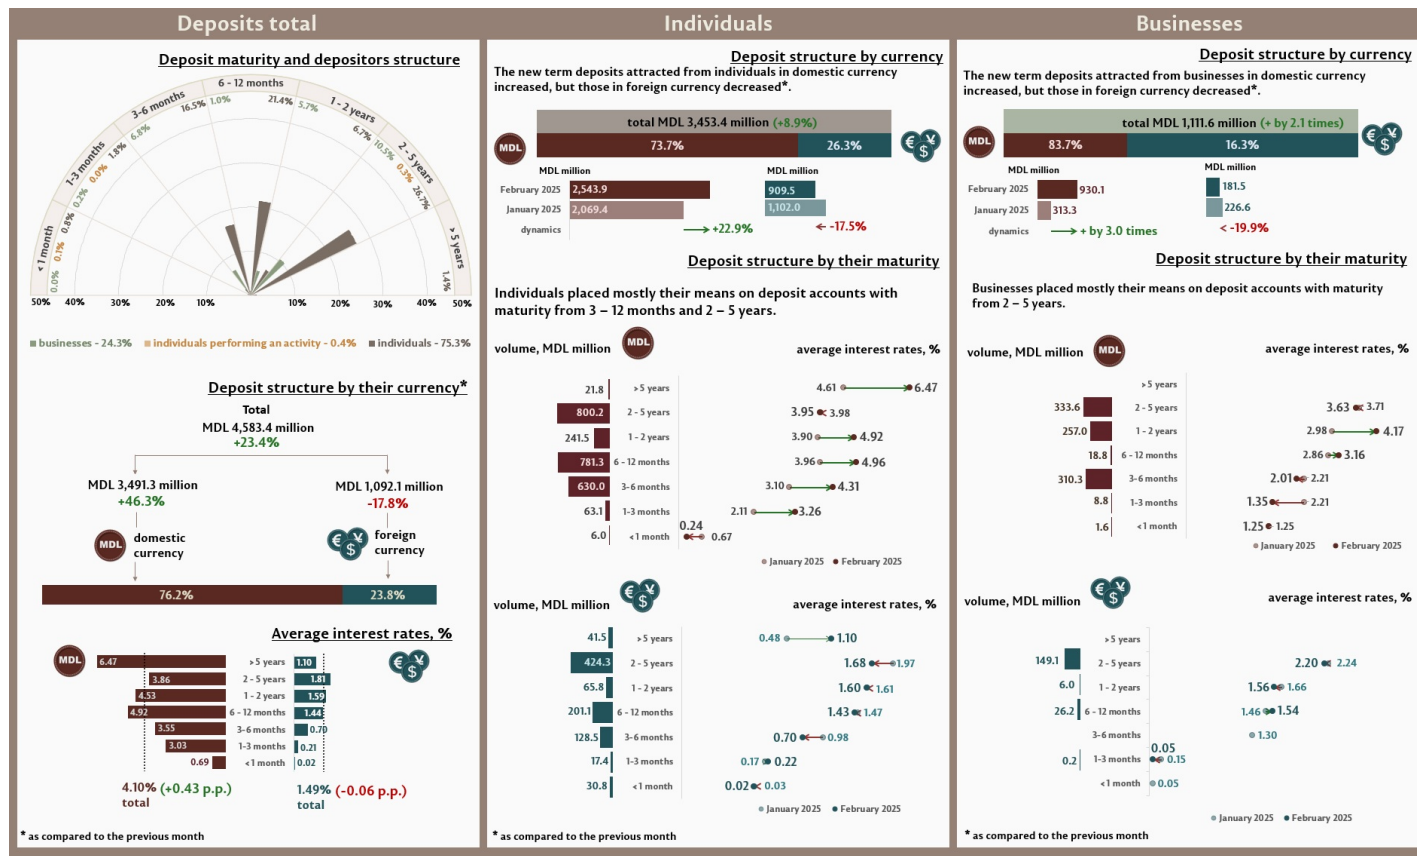 Deposits total
Deposit maturity and depositors structure
6 - 12 months
3-6 months
1 - 2 years
1-3 months
2 - 5 years
< 1 month
> 5 years
0.0%
0.1%
0.8%
0.2%
0.0%
1.8%
6.8%
16.5%
1.0%
21.4%
5.7%
6.7%
10.5%
0.3%
26.7%
1.4%
50% 40% 30% 20% 10% 10% 20% 30% 40% 50%
businesses - 24.3% individuals performing an activity - 0.4% individuals - 75.3%
Deposit structure by their currency*
Total
MDL 4,583.4 million
+23.4%
MDL 3,491.3 million
+46.3%
MDL 1,092.1 million
-17.8%
MDL
domestic
currency
€ ¥ $
foreign
currency
76.2% 23.8%
Average interest rates, %
MDL
€ ¥ $
6.47 > 5 years 1.10
3.86 2 - 5 years 1.81
4.53 1 - 2 years 1.59
4.92 6 - 12 months 1.44
3.55 3-6 months 0.70
3.03 1-3 months 0.21
0.69 < 1 month 0.02
4.10% (+0.43 p.p.)
total
1.49% (-0.06 p.p.)
total
* as compared to the previous month
Individuals
Deposit structure by currency
The new term deposits attracted from individuals in domestic currency
increased, but those in foreign currency decreased*.
total MDL 3,453.4 million (+8.9%)
MDL 73.7% 26.3% € ¥ $
MDL million MDL million
February 2025 2,543.9 909.5
January 2025 2,069.4 1,102.0
dynamics +22.9% -17.5%
Deposit structure by their maturity
Individuals placed mostly their means on deposit accounts with
maturity from 3 – 12 months and 2 – 5 years.
volume, MDL million MDL average interest rates, %
21.8 > 5 years 4.61 6.47
800.2 2 - 5 years 3.95 3.98
241.5 1 - 2 years 3.90 4.92
781.3 6 - 12 months 3.96 4.96
630.0 3-6 months 3.10 4.31
63.1 1-3 months 2.11 3.26
6.0 < 1 month 0.24 0.67
January 2025 February 2025
volume, MDL million € ¥ $ average interest rates, %
41.5 > 5 years 0.48 1.10
424.3 2 - 5 years 1.68 1.97
65.8 1 - 2 years 1.60 1.61
201.1 6 - 12 months 1.43 1.47
128.5 3-6 months 0.70 0.98
17.4 1-3 months 0.17 0.22
30.8 < 1 month 0.02 0.03
January 2025 February 2025
* as compared to the previous month
Businesses
Deposit structure by currency
The new term deposits attracted from businesses in domestic currency
increased, but those in foreign currency decreased*.
total MDL 1,111.6 million (+ by 2.1 times)
MDL 83.7% 16.3% € ¥ $
MDL million MDL million
February 2025 930.1 181.5
January 2025 313.3 226.6
dynamics + by 3.0 times -19.9%
Deposit structure by their maturity
Businesses placed mostly their means on deposit accounts with maturity
from 2 – 5 years.
volume, MDL million MDL average interest rates, %
> 5 years
333.6 2 - 5 years 3.63 3.71
257.0 1 - 2 years 2.98 4.17
18.8 6 - 12 months 2.86 3.16
310.3 3-6 months 2.01 2.21
8.8 1-3 months 1.35 2.21
1.6 < 1 month 1.25 1.25
January 2025 February 2025
volume, MDL million € ¥ $ average interest rates, %
> 5 years
149.1 2 - 5 years 2.20 2.24
6.0 1 - 2 years 1.56 1.66
26.2 6 - 12 months 1.46 1.54
3-6 months 1.30
0.2 1-3 months 0.05 0.15
< 1 month 0.05
January 2025 February 2025
* as compared to the previous month